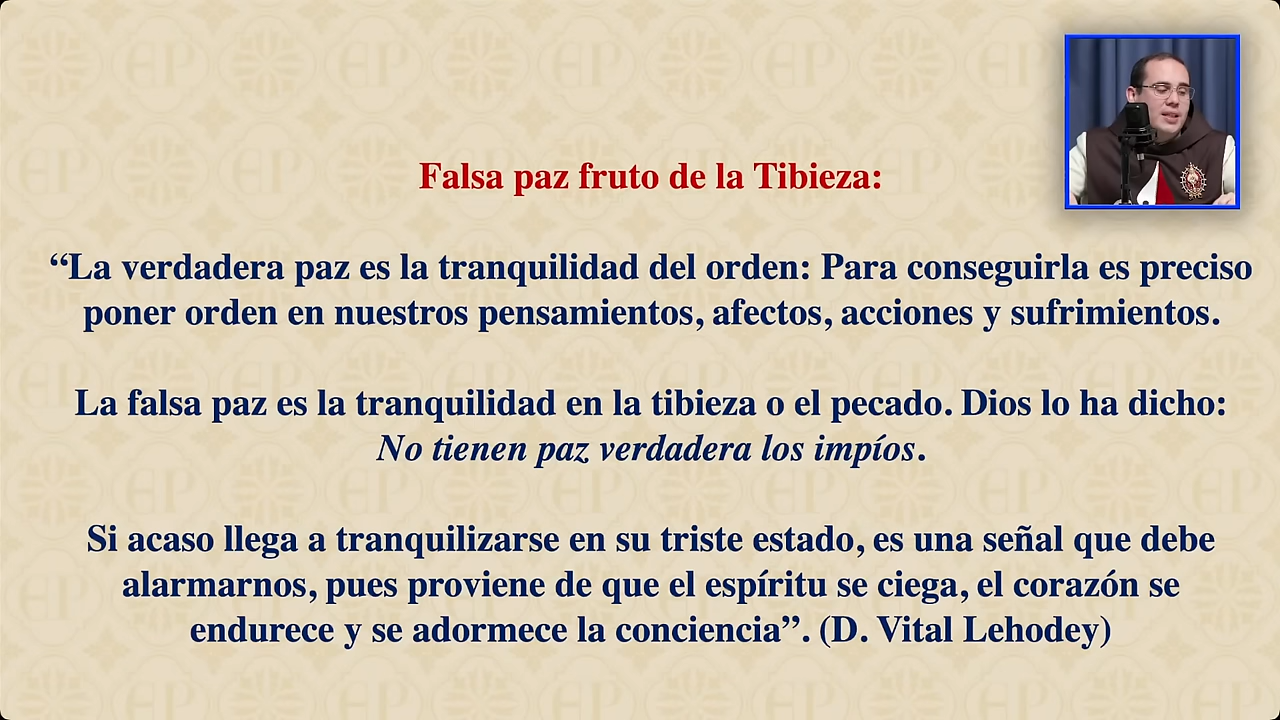 Falsa paz fruto de la Tibieza:
“La verdadera paz es la tranquilidad del orden: Para conseguirla es preciso
poner orden en nuestros pensamientos, afectos, acciones y sufrimientos.
La falsa paz es la tranquilidad en la tibieza o el pecado. Dios lo ha dicho:
No tienen paz verdadera los impíos.
Si acaso llega a tranquilizarse en su triste estado, es una señal que debe
alarmarnos, pues proviene de que el espíritu se ciega, el corazón se
endurece y se adormece la conciencia”. (D. Vital Lehodey)